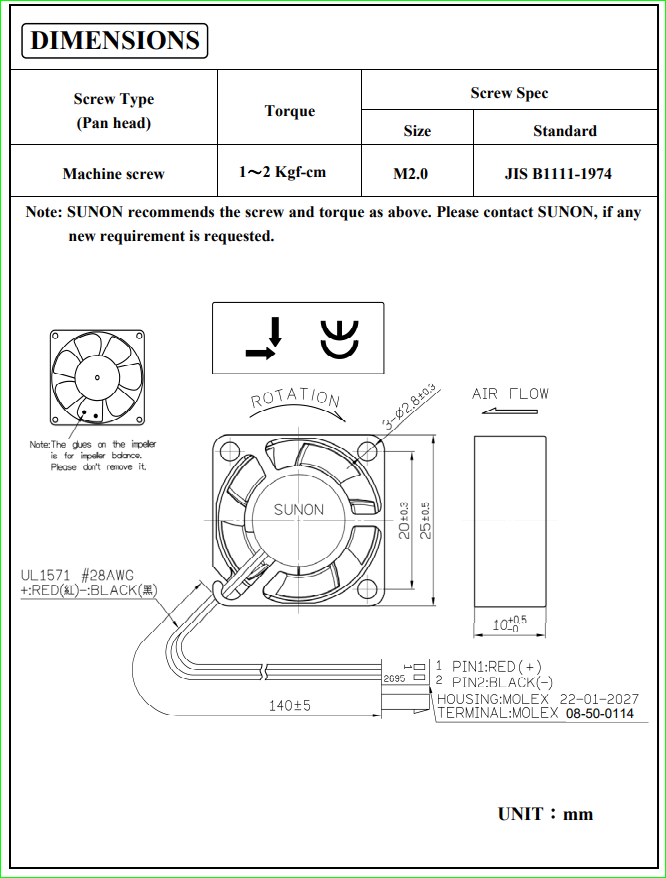 DIMENSIONS
Screw Type
(Pan head)
Torque
Screw Spec
Size
Standard
Machine screw
1～2 Kgf-cm
M2.0
JIS B1111-1974
Note: SUNON recommends the screw and torque as above. Please contact SUNON, if any
new requirement is requested.
Note:The glues on the impeller
is for impeller balance.
Please don't remove it.
ROTATION
3-Ø2.8±0.3
AIR FLOW
SUNON
20±0.3
25±0.5
UL1571 #28AWG
+:RED(紅)-:BLACK(黑)
10+0.5-0
1
2695
1 PIN1:RED(+)
2 PIN2:BLACK(-)
HOUSING:MOLEX 22-01-2027
TERMINAL:MOLEX 08-50-0114
140±5
UNIT：mm